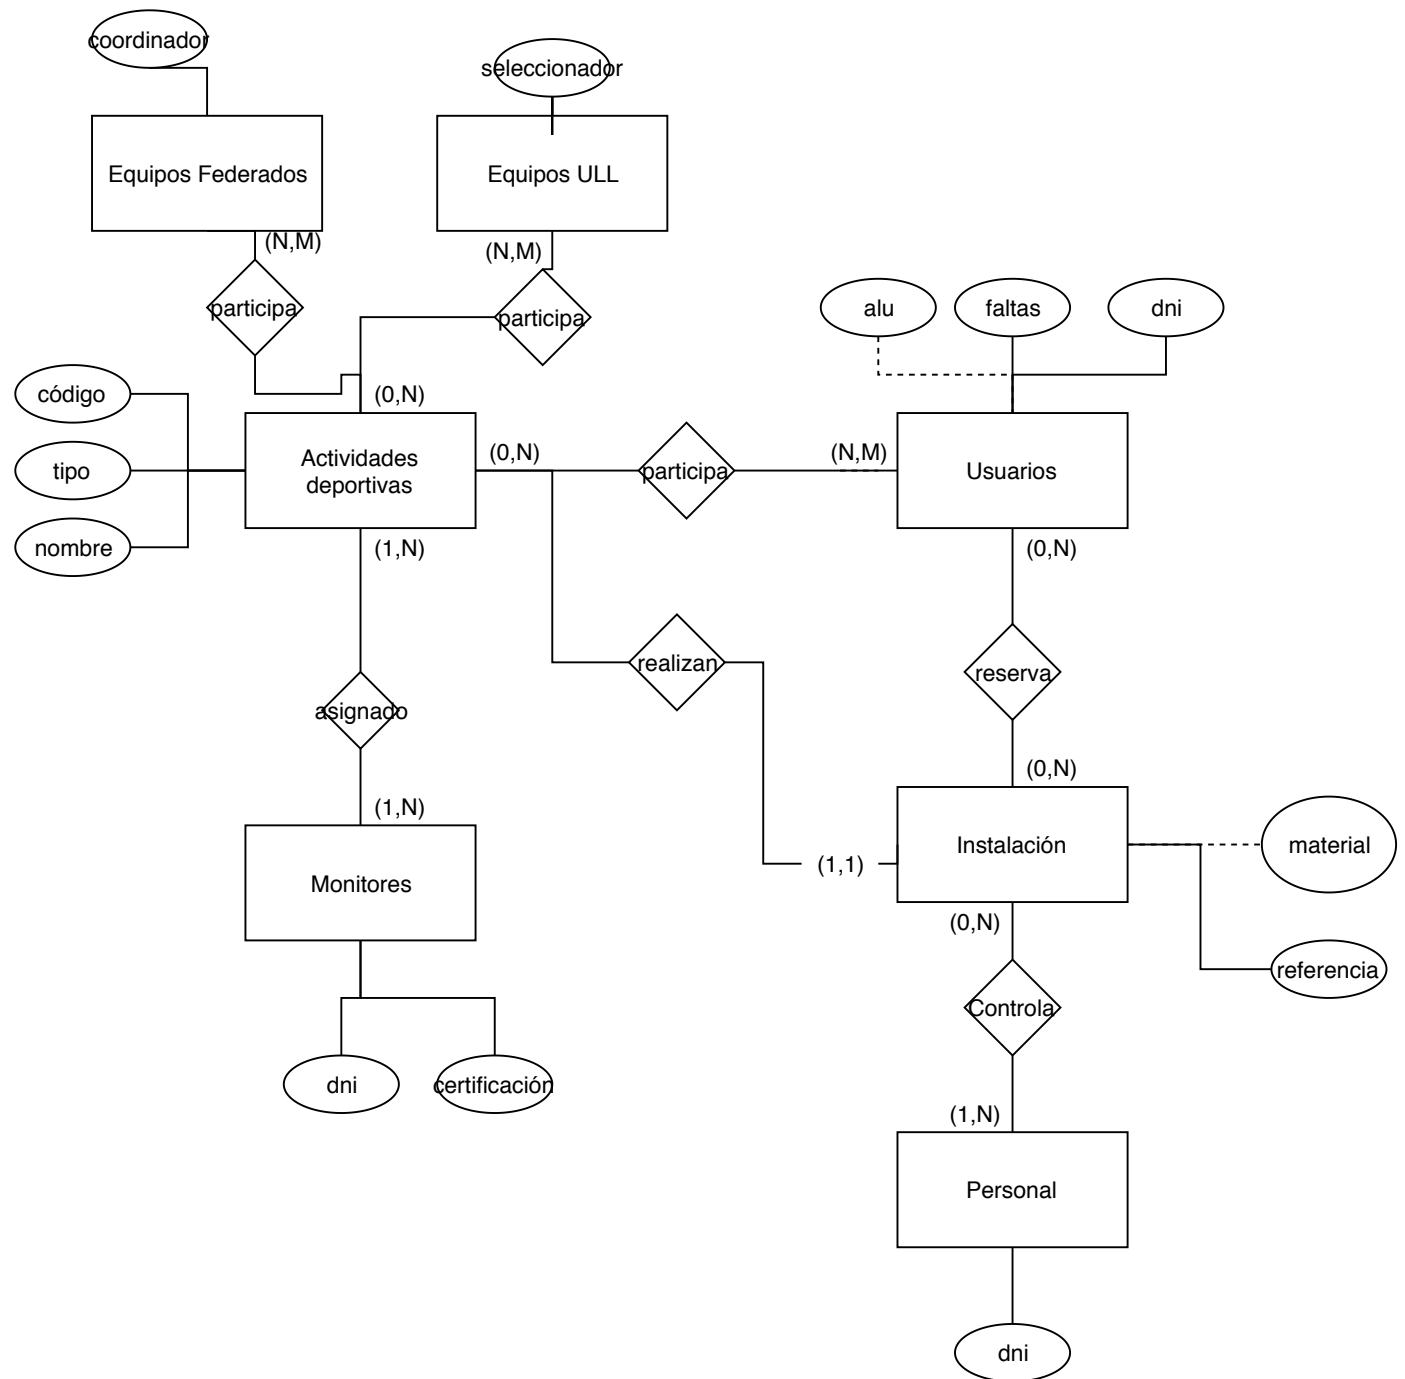 coordinador
seleccionador
Equipos Federados
Equipos ULL
(N,M)
(N,M)
participa
participa
alu
faltas
dni
código
(0,N)
tipo
Actividades
deportivas
(0,N)
participa
(N,M)
Usuarios
nombre
(1,N)
(0,N)
realizan
reserva
asignado
(0,N)
(1,N)
Instalación
material
(1,1)
Monitores
(0,N)
referencia
Controla
dni
certificación
(1,N)
Personal
dni